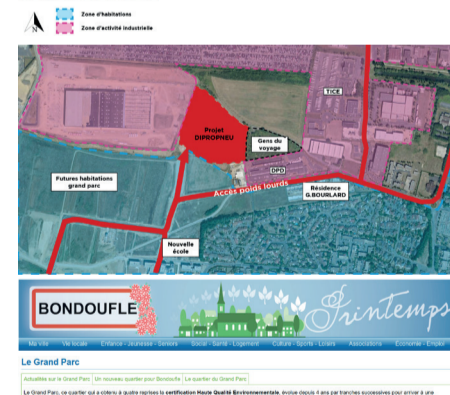 Zone d'habitations
Zone d'activité industrielle
N
TICE
Projet
DIPROPNEU
Gens du
voyage
DPD
Futures habitations
grand parc
Accès poids lourds
Résidence
G.BOURLARD
Nouvelle
école
BONDOUFLE
Printemps
Ma ville Vie locale Enfance - Jeunesse - Seniors Social - Santé - Logement Culture - Sports - Loisirs Associations Economie - Emploi
Le Grand Parc
Actualités sur le Grand Parc Un nouveau quartier pour Bondoufle Le quartier du Grand Parc
Le Grand Parc, ce quartier qui a obtenu à quatre reprises la certification Haute Qualité Environnementale, évolue depuis 4 ans par tranches successives pour arriver à une